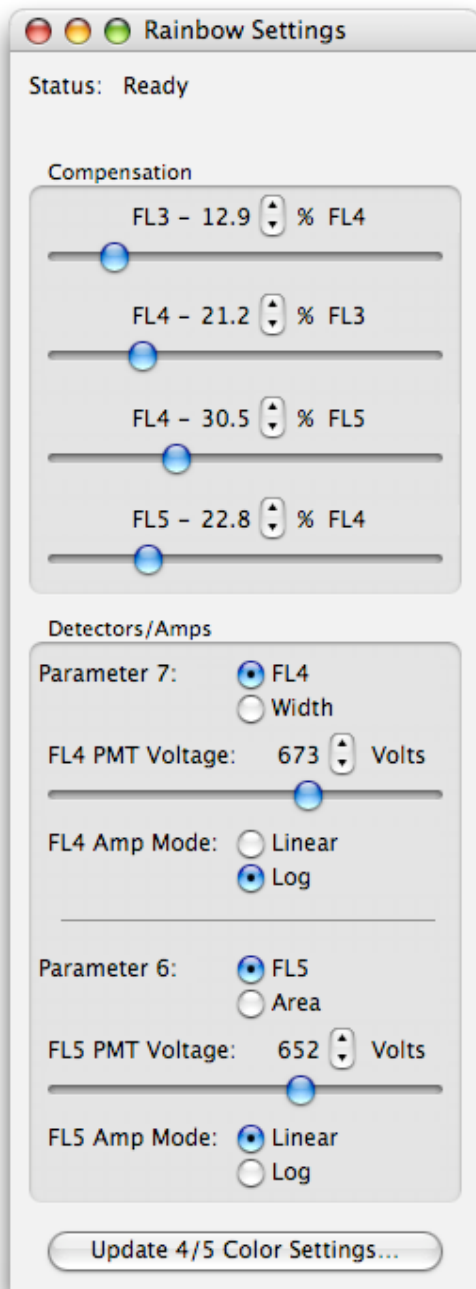 Rainbow Settings
Status: Ready
Compensation
FL3 – 12.9 % FL4
FL4 – 21.2 % FL3
FL4 – 30.5 % FL5
FL5 – 22.8 % FL4
Detectors/Amps
Parameter 7: FL4
Width
FL4 PMT Voltage: 673 Volts
FL4 Amp Mode: Linear
Log
Parameter 6: FL5
Area
FL5 PMT Voltage: 652 Volts
FL5 Amp Mode: Linear
Log
Update 4/5 Color Settings...